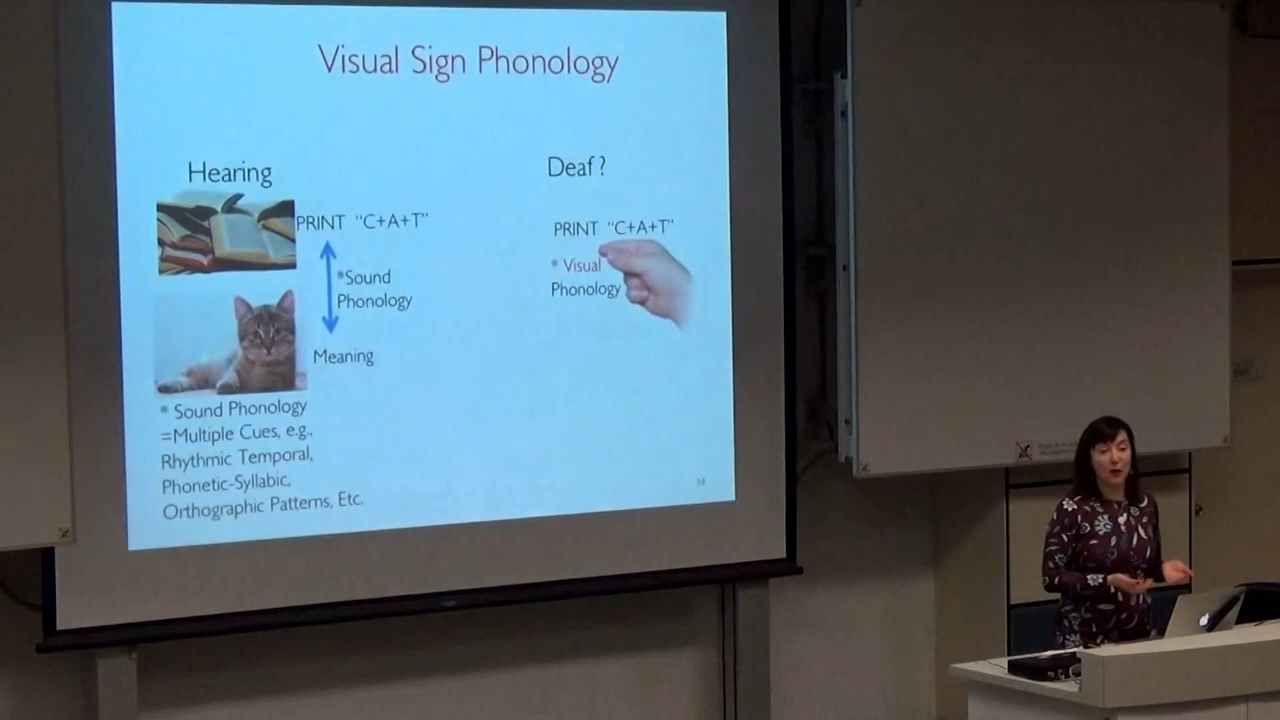 Visual Sign Phonology
Hearing
PRINT “C+A+T”
*Sound
Phonology
Meaning
* Sound Phonology
=Multiple Cues, e.g.,
Rhythmic Temporal,
Phonetic-Syllabic,
Orthographic Patterns, Etc.
Deaf?
PRINT “C+A+T”
* Visual
Phonology